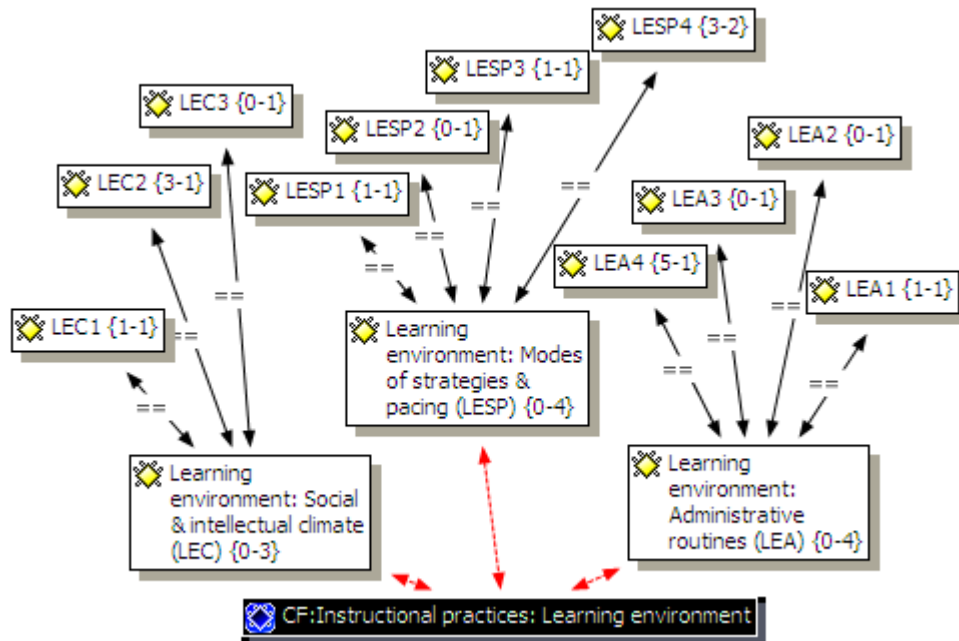 LESP4 {3-2}
LESP3 {1-1}
LEC3 {0-1}
LESP2 {0-1}
LEA2 {0-1}
LEC2 {3-1}
LESP1 {1-1}
LEA3 {0-1}
==
==
==
==
==
LEA4 {5-1}
LEA1 {1-1}
==
==
==
LEC1 {1-1}
==
==
==
==
Learning
environment: Modes
of strategies &
pacing (LESP) {0-4}
Learning
environment: Social
& intellectual climate
(LEC) {0-3}
Learning
environment:
Administrative
routines (LEA) {0-4}
CF:Instructional practices: Learning environment